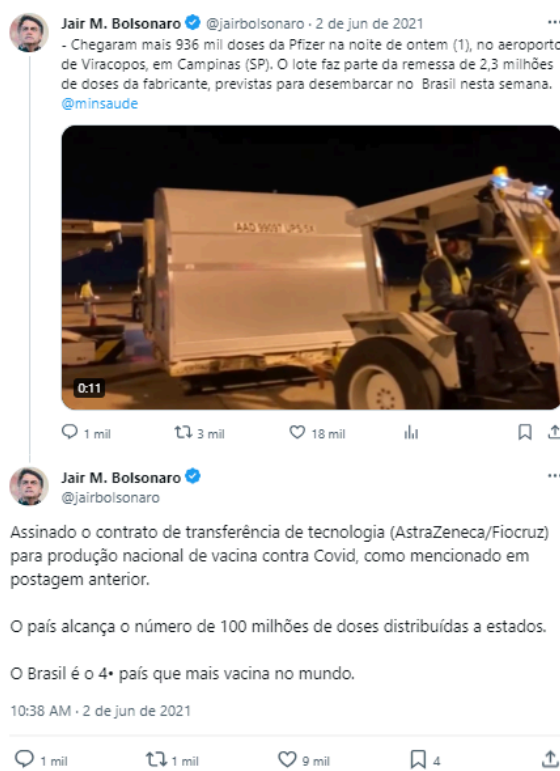 Jair M. Bolsonaro @jairbolsonaro · 2 de jun de 2021
- Chegaram mais 936 mil doses da Pfizer na noite de ontem (1), no aeroporto
de Viracopos, em Campinas (SP). O lote faz parte da remessa de 2,3 milhões
de doses da fabricante, previstas para desembarcar no Brasil nesta semana.
@minsaude
0:11
1 mil 3 mil 18 mil
Jair M. Bolsonaro
@jairbolsonaro
Assinado o contrato de transferência de tecnologia (AstraZeneca/Fiocruz)
para produção nacional de vacina contra Covid, como mencionado em
postagem anterior.
O país alcança o número de 100 milhões de doses distribuídas a estados.
O Brasil é o 4• país que mais vacina no mundo.
10:38 AM · 2 de jun de 2021
1 mil 1 mil 9 mil 4